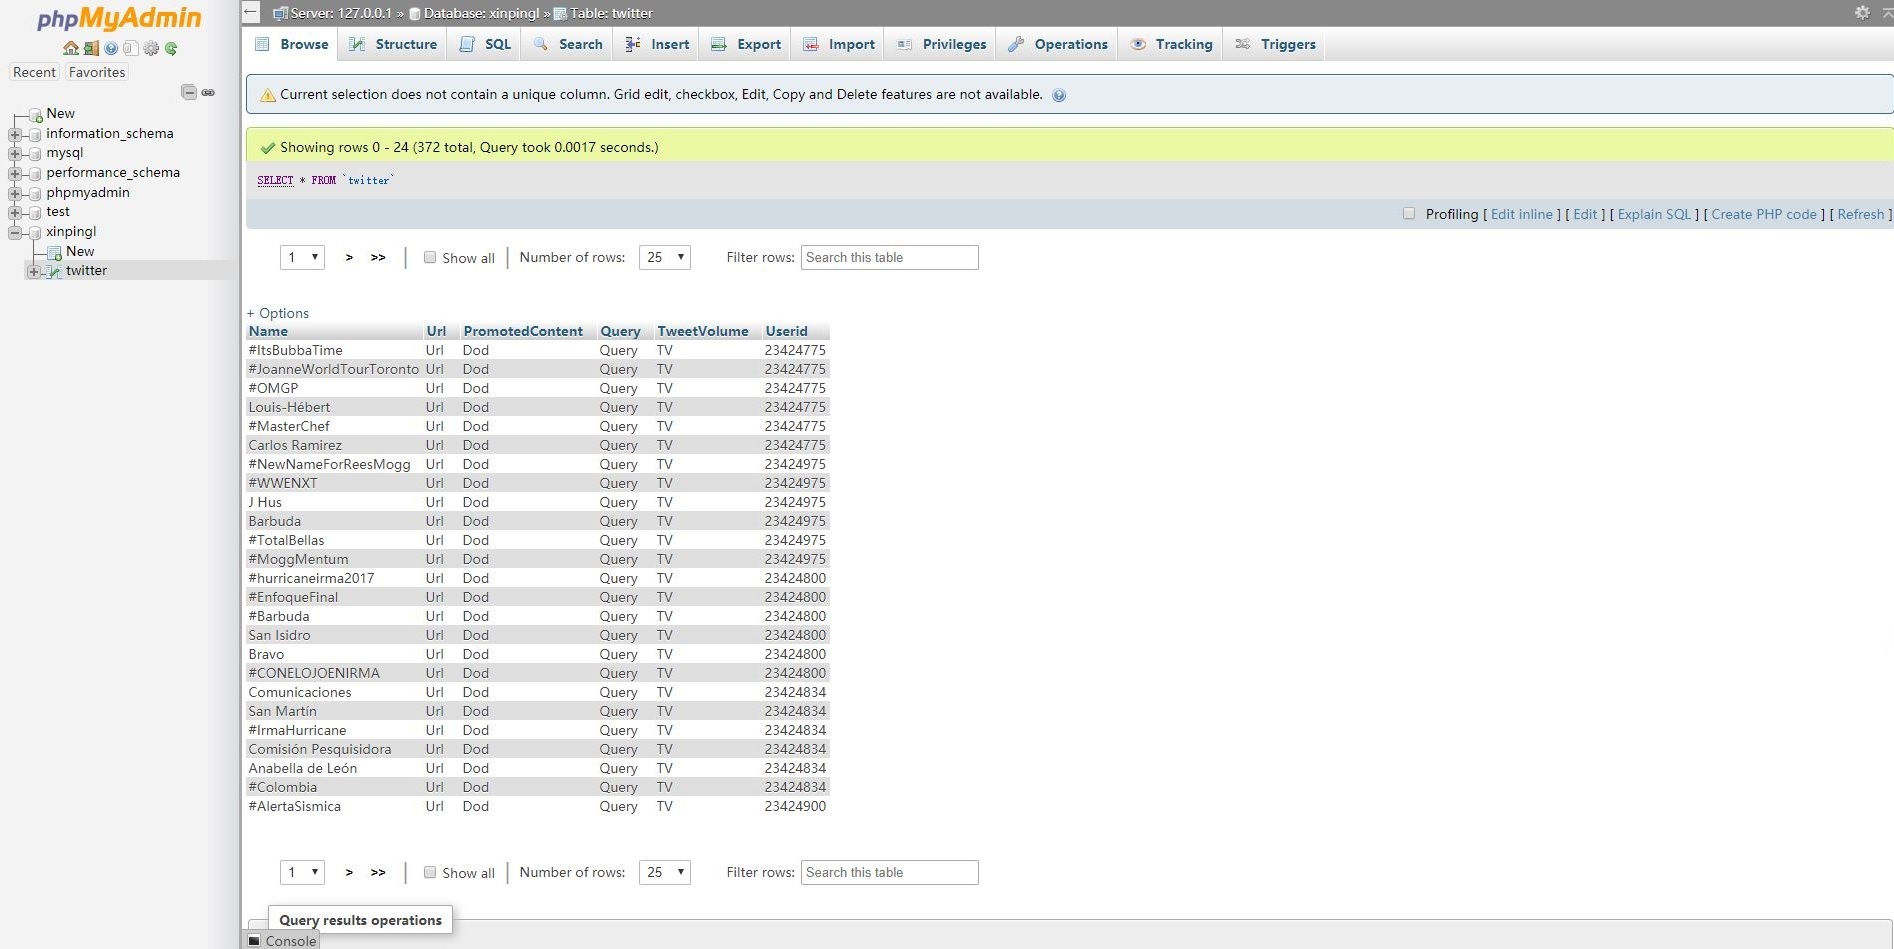 phpMyAdmin
Recent Favorites
New
information_schema
mysql
performance_schema
phpmyadmin
test
xinpingl
New
twitter
Server: 127.0.0.1 » Database: xinpingl » Table: twitter
Browse Structure SQL Search Insert Export Import Privileges Operations Tracking Triggers
Current selection does not contain a unique column. Grid edit, checkbox, Edit, Copy and Delete features are not available.
Showing rows 0 - 24 (372 total, Query took 0.0017 seconds.)
SELECT * FROM `twitter`
Profiling [ Edit inline ] [ Edit ] [ Explain SQL ] [ Create PHP code ] [ Refresh ]
1 > >> Show all Number of rows: 25 Filter rows: Search this table
+ Options
Name Url PromotedContent Query TweetVolume Userid
#ItsBubbaTime Url Dod Query TV 23424775
#JoanneWorldTourToronto Url Dod Query TV 23424775
#OMGP Url Dod Query TV 23424775
Louis-Hébert Url Dod Query TV 23424775
#MasterChef Url Dod Query TV 23424775
Carlos Ramirez Url Dod Query TV 23424775
#NewNameForReesMogg Url Dod Query TV 23424975
#WWENXT Url Dod Query TV 23424975
J Hus Url Dod Query TV 23424975
Barbuda Url Dod Query TV 23424975
#TotalBellas Url Dod Query TV 23424975
#MoggMentum Url Dod Query TV 23424975
#hurricaneirma2017 Url Dod Query TV 23424800
#EnfoqueFinal Url Dod Query TV 23424800
#Barbuda Url Dod Query TV 23424800
San Isidro Url Dod Query TV 23424800
Bravo Url Dod Query TV 23424800
#CONELOJOENIRMA Url Dod Query TV 23424800
Comunicaciones Url Dod Query TV 23424834
San Martín Url Dod Query TV 23424834
#IrmaHurricane Url Dod Query TV 23424834
Comisión Pesquisidora Url Dod Query TV 23424834
Anabella de León Url Dod Query TV 23424834
#Colombia Url Dod Query TV 23424834
#AlertaSismica Url Dod Query TV 23424900
1 > >> Show all Number of rows: 25 Filter rows: Search this table
Query results operations
Console